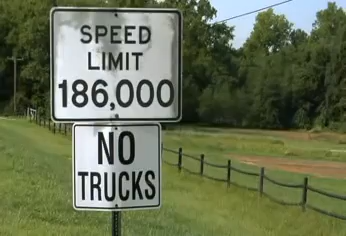 SPEED
LIMIT
186,000
NO
TRUCKS